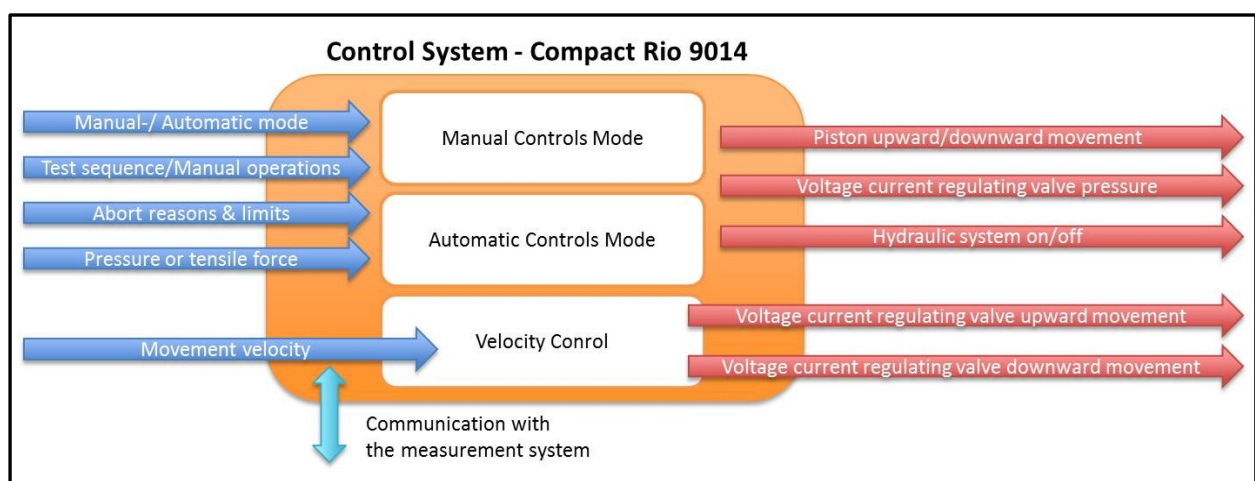 Control System - Compact Rio 9014
Manual-/ Automatic mode
Test sequence/Manual operations
Abort reasons & limits
Pressure or tensile force
Movement velocity
Manual Controls Mode
Automatic Controls Mode
Velocity Conrol
Piston upward/downward movement
Voltage current regulating valve pressure
Hydraulic system on/off
Voltage current regulating valve upward movement
Voltage current regulating valve downward movement
Communication with
the measurement system